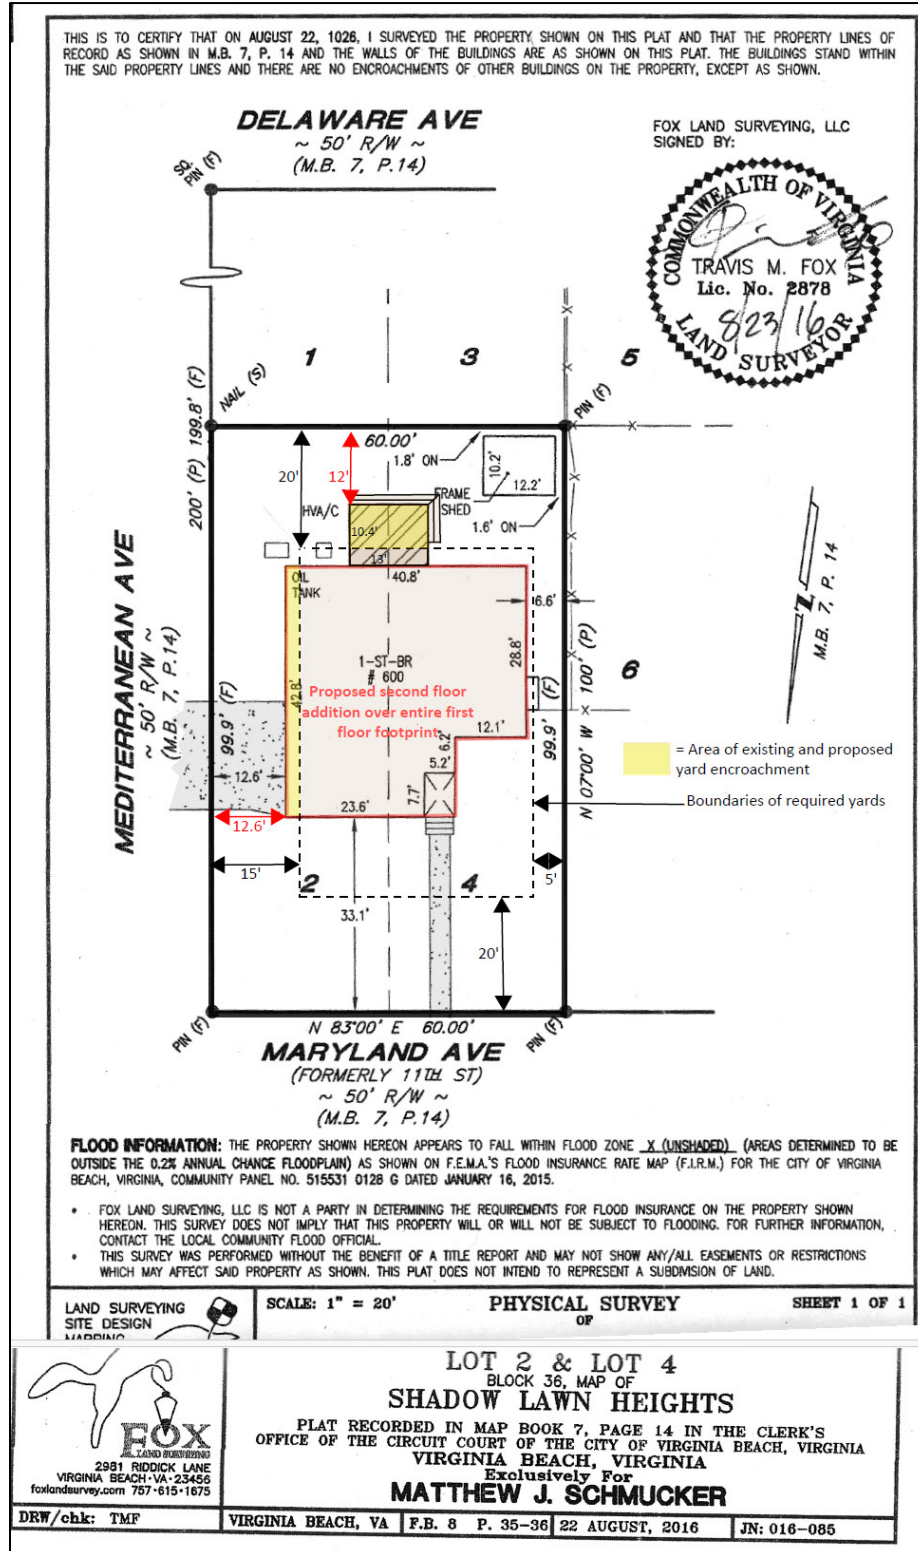 THIS IS TO CERTIFY THAT ON AUGUST 22, 1026, I SURVEYED THE PROPERTY SHOWN ON THIS PLAT AND THAT THE PROPERTY LINES OF
RECORD AS SHOWN IN M.B. 7, P. 14 AND THE WALLS OF THE BUILDINGS ARE AS SHOWN ON THIS PLAT. THE BUILDINGS STAND WITHIN
THE SAID PROPERTY LINES AND THERE ARE NO ENCROACHMENTS OF OTHER BUILDINGS ON THE PROPERTY, EXCEPT AS SHOWN.
DELAWARE AVE
~ 50' R/W ~
(M.B. 7, P.14)
FOX LAND SURVEYING, LLC
SIGNED BY:
COMMONWEALTH OF VIRGINIA
TRAVIS M. FOX
Lic. No. 2878
8/23/16
LAND SURVEYOR
SQ. PIN (F)
1
3
5
NAIL (S)
PIN (F)
200' (P) 199.8' (F)
60.00'
1.8' ON
20'
12'
10.2'
12.2'
FRAME
SHED
HVA/C
1.6' ON
10.4'
13'
40.8'
OIL
TANK
6.6'
N
M.B. 7, P. 14
MEDITERRANEAN AVE
~ 50' R/W ~
(M.B. 7, P.14)
28.8'
1-ST-BR
# 600
6
42.8'
Proposed second floor
addition over entire first
floor footprint
99.9' (F)
12.1'
6.2'
5.2'
7.7'
99.9' (F)
N 07°00' W 100' (P)
= Area of existing and proposed
yard encroachment
Boundaries of required yards
12.6'
23.6'
12.6'
15'
2
4
5'
33.1'
20'
PIN (F)
N 83°00' E 60.00'
PIN (F)
MARYLAND AVE
(FORMERLY 11TH ST)
~ 50' R/W ~
(M.B. 7, P.14)
FLOOD INFORMATION: THE PROPERTY SHOWN HEREON APPEARS TO FALL WITHIN FLOOD ZONE X (UNSHADED) (AREAS DETERMINED TO BE
OUTSIDE THE 0.2% ANNUAL CHANCE FLOODPLAIN) AS SHOWN ON F.E.M.A.'S FLOOD INSURANCE RATE MAP (F.I.R.M.) FOR THE CITY OF VIRGINIA
BEACH, VIRGINIA, COMMUNITY PANEL NO. 515531 0128 G DATED JANUARY 16, 2015.
• FOX LAND SURVEYING, LLC IS NOT A PARTY IN DETERMINING THE REQUIREMENTS FOR FLOOD INSURANCE ON THE PROPERTY SHOWN
HEREON. THIS SURVEY DOES NOT IMPLY THAT THIS PROPERTY WILL OR WILL NOT BE SUBJECT TO FLOODING. FOR FURTHER INFORMATION,
CONTACT THE LOCAL COMMUNITY FLOOD OFFICIAL.
• THIS SURVEY WAS PERFORMED WITHOUT THE BENEFIT OF A TITLE REPORT AND MAY NOT SHOW ANY/ALL EASEMENTS OR RESTRICTIONS
WHICH MAY AFFECT SAID PROPERTY AS SHOWN. THIS PLAT DOES NOT INTEND TO REPRESENT A SUBDIVISION OF LAND.
LAND SURVEYING
SITE DESIGN
MAPPING
SCALE: 1" = 20'
PHYSICAL SURVEY
OF
SHEET 1 OF 1
LOT 2 & LOT 4
BLOCK 36, MAP OF
SHADOW LAWN HEIGHTS
PLAT RECORDED IN MAP BOOK 7, PAGE 14 IN THE CLERK'S
OFFICE OF THE CIRCUIT COURT OF THE CITY OF VIRGINIA BEACH, VIRGINIA
VIRGINIA BEACH, VIRGINIA
Exclusively For
MATTHEW J. SCHMUCKER
FOX
LAND SURVEYING
2981 RIDDICK LANE
VIRGINIA BEACH·VA·23456
foxlandsurvey.com 757·615·1675
DRW/chk: TMF
VIRGINIA BEACH, VA
F.B. 8 P. 35-36
22 AUGUST, 2016
JN: 016-085